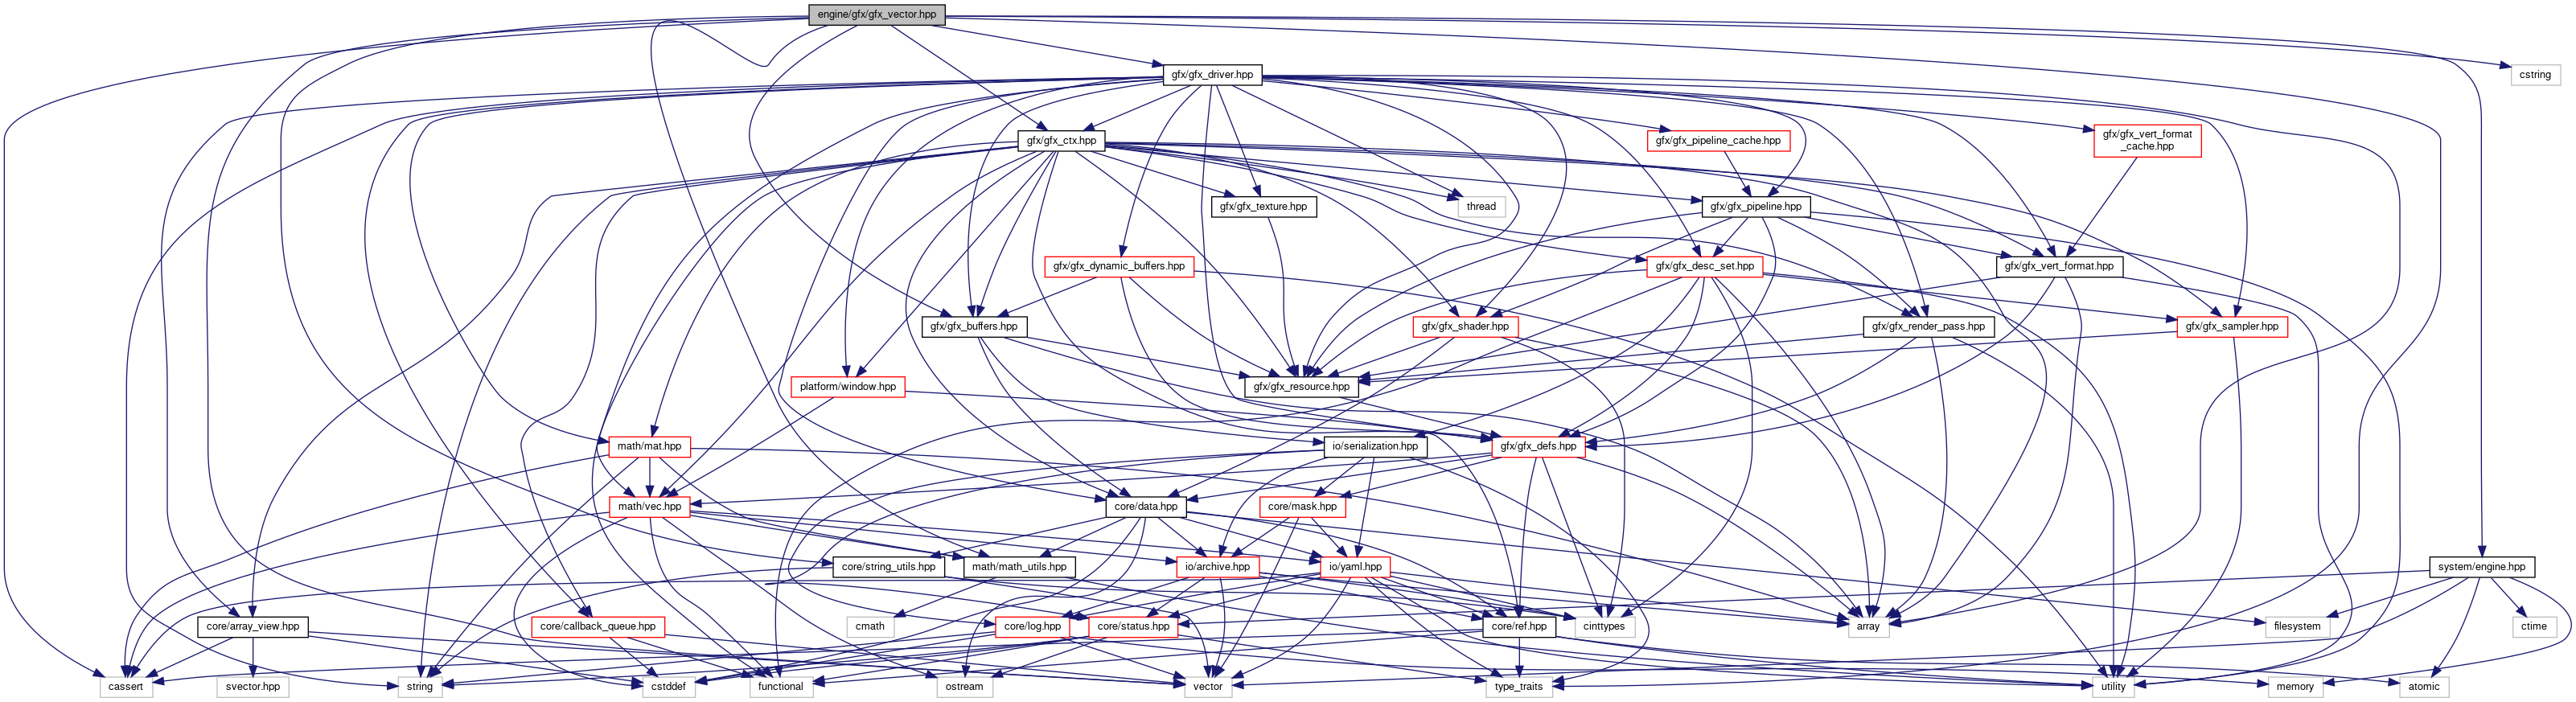 engine/gfx/gfx_vector.hpp
gfx/gfx_driver.hpp
cstring
gfx/gfx_ctx.hpp
gfx/gfx_pipeline_cache.hpp
gfx/gfx_vert_format
_cache.hpp
gfx/gfx_texture.hpp
thread
gfx/gfx_pipeline.hpp
gfx/gfx_dynamic_buffers.hpp
gfx/gfx_desc_set.hpp
gfx/gfx_vert_format.hpp
gfx/gfx_buffers.hpp
gfx/gfx_shader.hpp
gfx/gfx_render_pass.hpp
gfx/gfx_sampler.hpp
platform/window.hpp
gfx/gfx_resource.hpp
math/mat.hpp
io/serialization.hpp
gfx/gfx_defs.hpp
math/vec.hpp
core/data.hpp
core/mask.hpp
core/string_utils.hpp
math/math_utils.hpp
io/archive.hpp
io/yaml.hpp
system/engine.hpp
core/array_view.hpp
core/callback_queue.hpp
cmath
core/log.hpp
core/status.hpp
core/ref.hpp
cinttypes
array
filesystem
ctime
cassert
svector.hpp
string
cstddef
functional
ostream
vector
type_traits
utility
memory
atomic